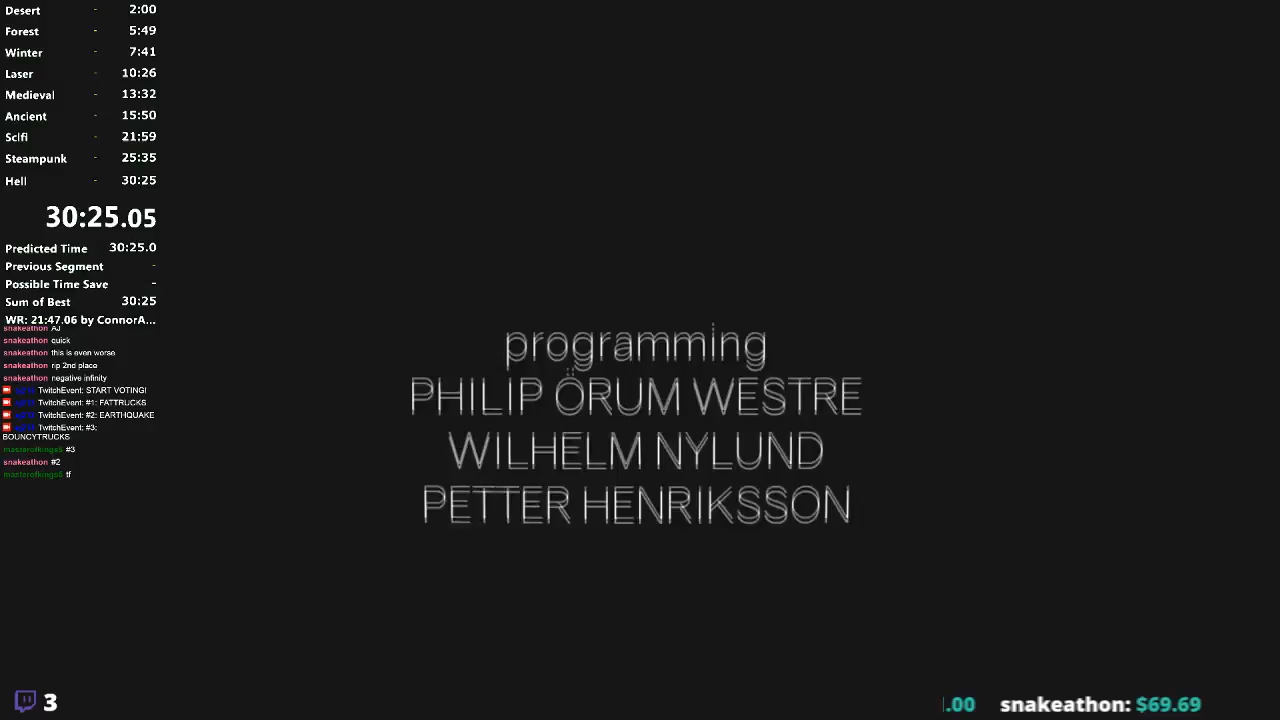 Desert - 2:00
Forest - 5:49
Winter - 7:41
Laser - 10:26
Medieval - 13:32
Ancient - 15:50
Scifi - 21:59
Steampunk - 25:35
Hell - 30:25
30:25.05
Predicted Time 30:25.0
Previous Segment -
Possible Time Save -
Sum of Best 30:25
WR: 21:47.06 by ConnorA...
snakeathon AJ
snakeathon quick
snakeathon this is even worse
snakeathon rip 2nd place
snakeathon negative infinity
TwitchEvent: START VOTING!
TwitchEvent: #1: FATTRUCKS
TwitchEvent: #2: EARTHQUAKE
TwitchEvent: #3:
BOUNCYTRUCKS
#3
snakeathon #2
tf
programming
PHILIP ÖRUM WESTRE
WILHELM NYLUND
PETTER HENRIKSSON
3
.00 snakeathon: $69.69